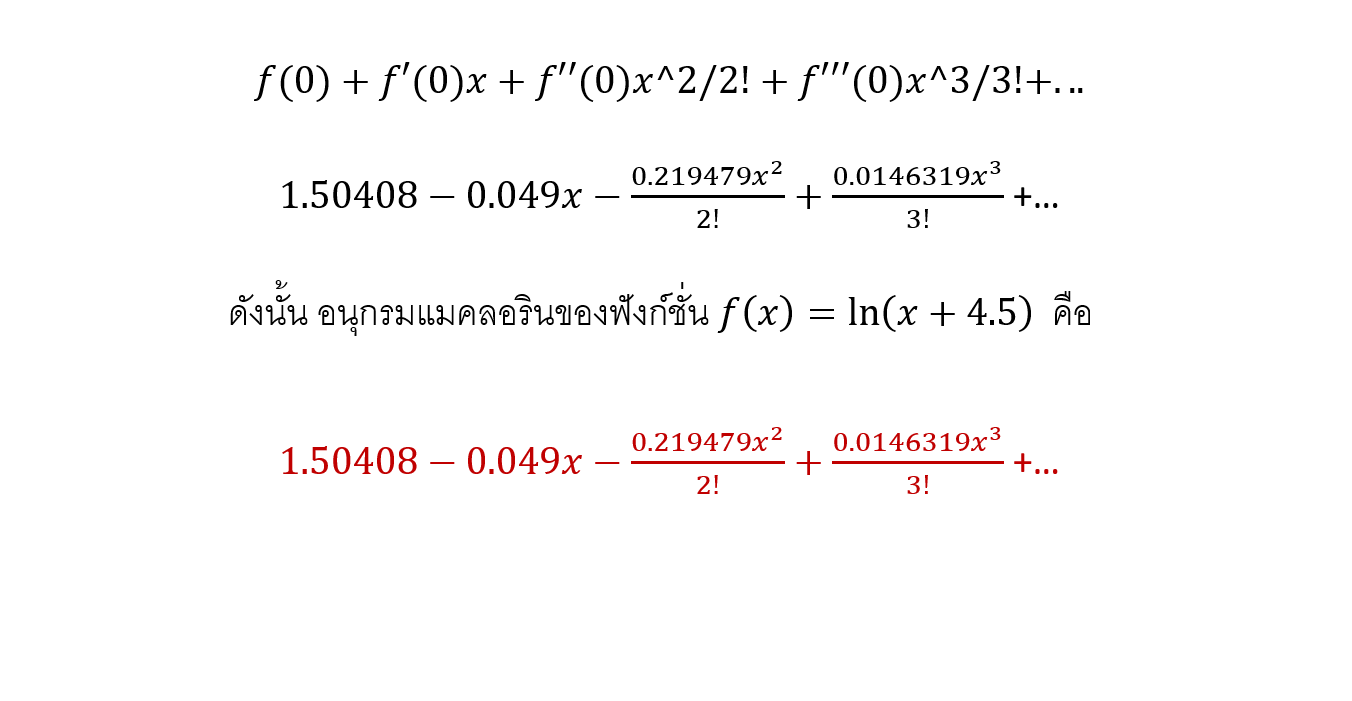 f(0) + f′(0)x + f′′(0)x^2/2! + f′′′(0)x^3/3!+. ..
1.50408 − 0.049x − 0.219479x²/2! + 0.0146319x³/3! +...
ดังนั้น อนุกรมแมคลอรินของฟังก์ชั่น f(x) = ln(x + 4.5) คือ
1.50408 − 0.049x − 0.219479x²/2! + 0.0146319x³/3! +...